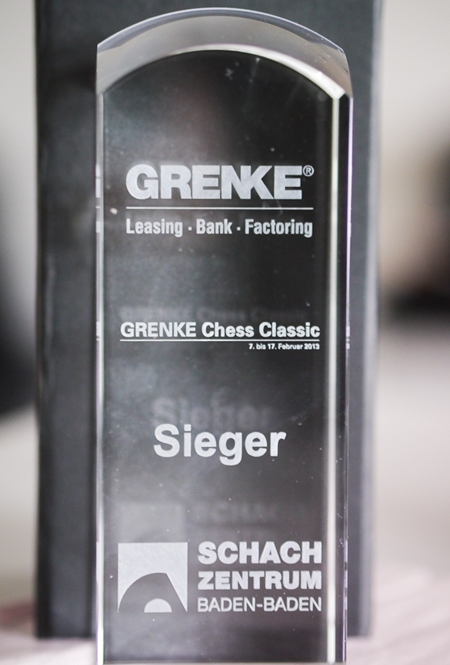 GRENKE®
Leasing · Bank · Factoring
GRENKE Chess Classic
7. bis 17. Februar 2013
Sieger
SCHACH
ZENTRUM
BADEN-BADEN